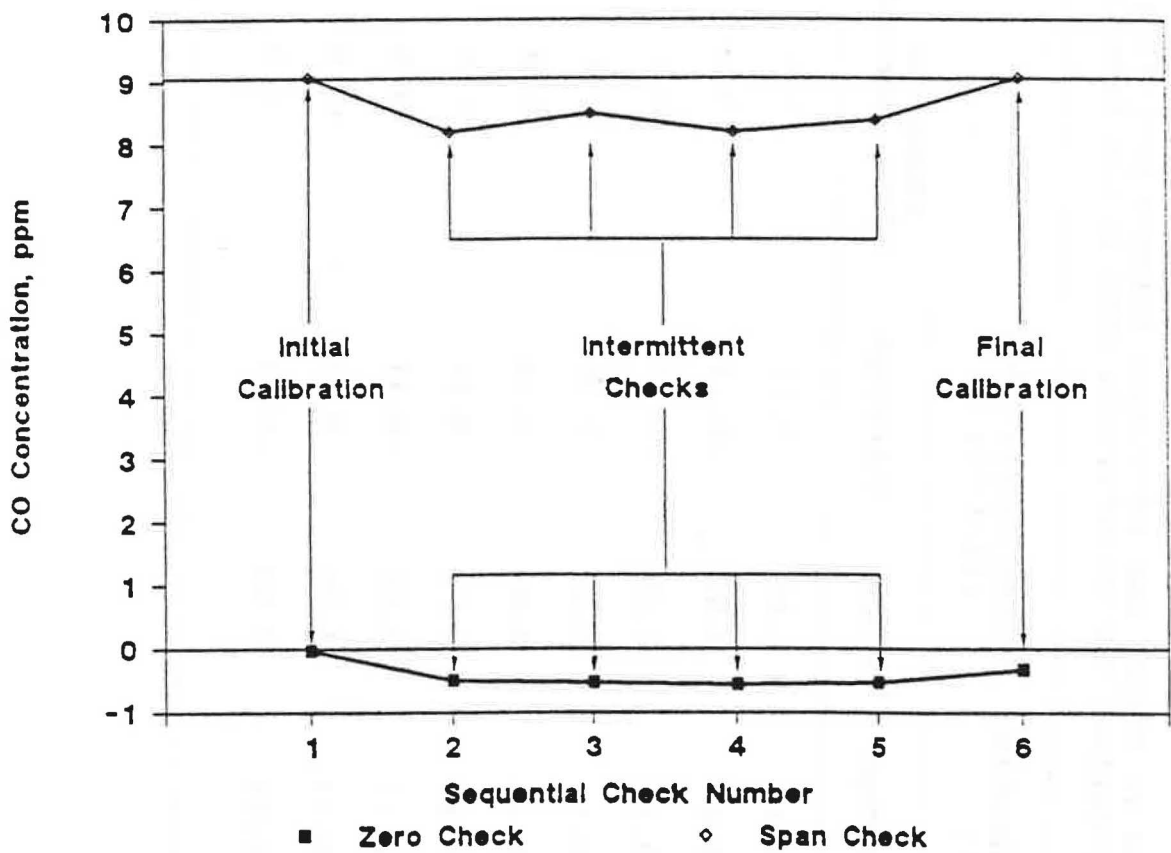 CO Concentration, ppm
10
9
8
7
6
5
4
3
2
1
0
-1
Initial
Calibration
Intermittent
Checks
Final
Calibration
1 2 3 4 5 6
Sequential Check Number
■ Zero Check ◇ Span Check